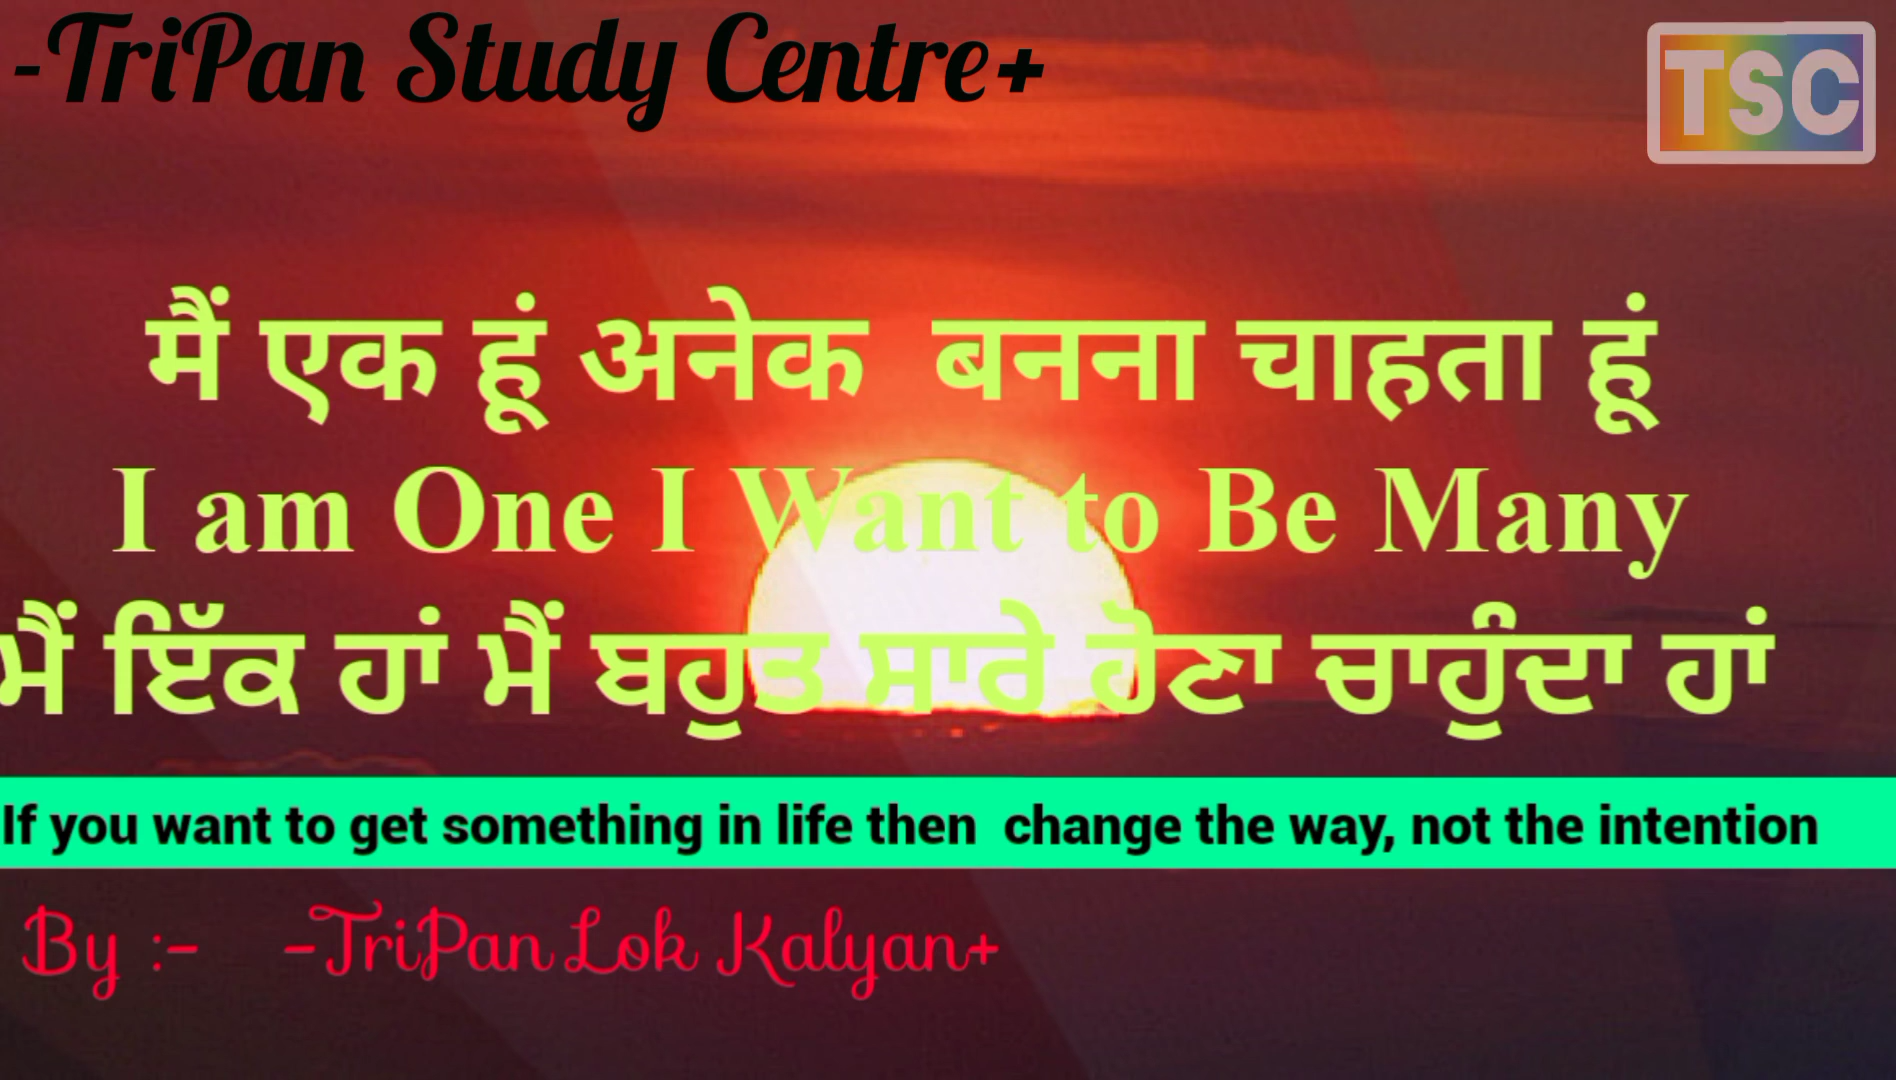 -TriPan Study Centre+
TSC
मैं एक हूं अनेक  बनना चाहता हूं
I am One I Want to Be Many
ਮੈਂ ਇੱਕ ਹਾਂ ਮੈਂ ਬਹੁਤ ਸਾਰੇ ਹੋਣਾ ਚਾਹੁੰਦਾ ਹਾਂ
If you want to get something in life then  change the way, not the intention
By :-    -TriPan Lok Kalyan+